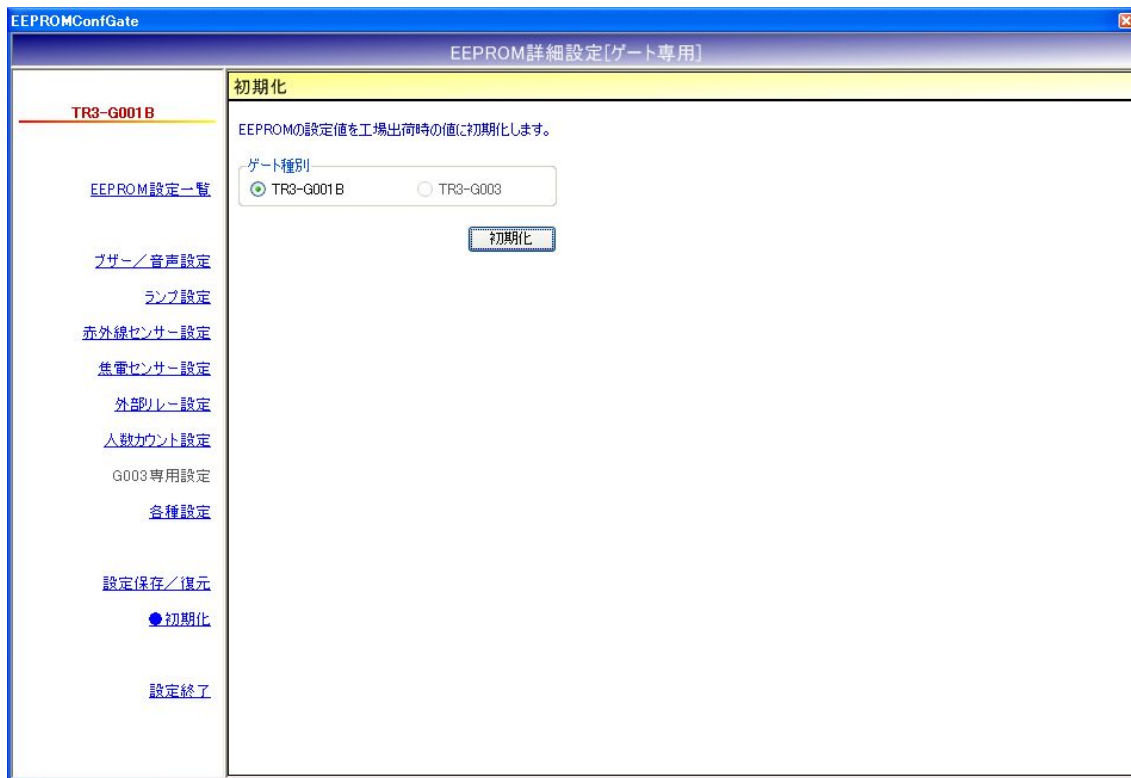 EEPROMConfGate
EEPROM詳細設定[ゲート専用]
TR3-G001B
EEPROM設定一覧
ブザー／音声設定
ランプ設定
赤外線センサー設定
焦電センサー設定
外部リレー設定
人数カウント設定
G003専用設定
各種設定
設定保存／復元
●初期化
設定終了
初期化
EEPROMの設定値を工場出荷時の値に初期化します。
ゲート種別
TR3-G001B TR3-G003
初期化